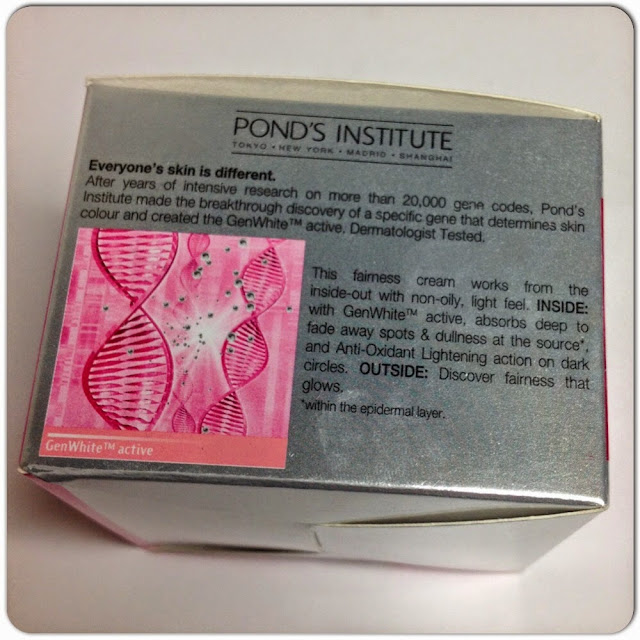 POND'S INSTITUTE
TOKYO • NEW YORK • MADRID • SHANGHAI
Everyone's skin is different.
After years of intensive research on more than 20,000 gene codes, Pond's
Institute made the breakthrough discovery of a specific gene that determines skin
colour and created the GenWhite™ active. Dermatologist Tested.
This fairness cream works from the
inside-out with non-oily, light feel. INSIDE:
with GenWhite™ active, absorbs deep to
fade away spots & dullness at the source*,
and Anti-Oxidant Lightening action on dark
circles. OUTSIDE: Discover fairness that
glows.
*within the epidermal layer.
GenWhite™ active